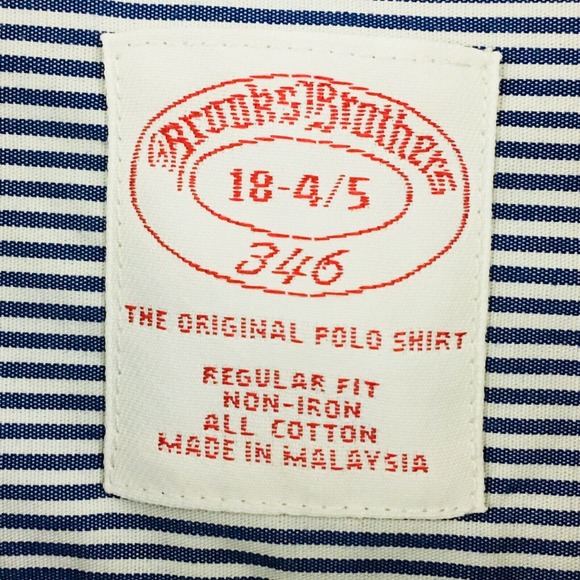 Brooks Brothers
18-4/5
346
THE ORIGINAL POLO SHIRT
REGULAR FIT
NON-IRON
ALL COTTON
MADE IN MALAYSIA